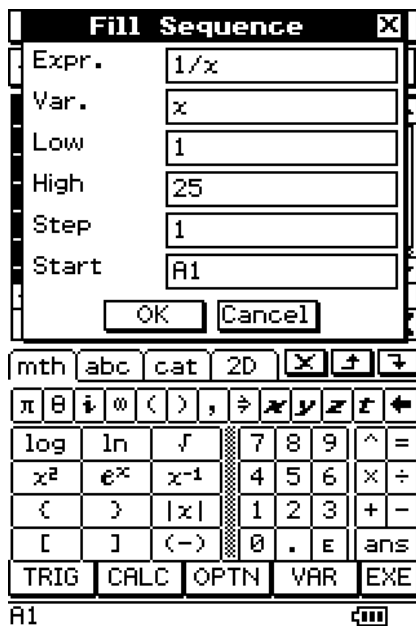 Fill Sequence X
Expr. 1/x
Var. x
Low 1
High 25
Step 1
Start A1
OK Cancel
mth abc cat 2D
π θ i ∞ ( ) , ⇒ x y z t ←
log ln √ 7 8 9 ^ =
x² eˣ x⁻¹ 4 5 6 × ÷
( ) |x| 1 2 3 + −
[ ] (−) 0 . E ans
TRIG CALC OPTN VAR EXE
A1